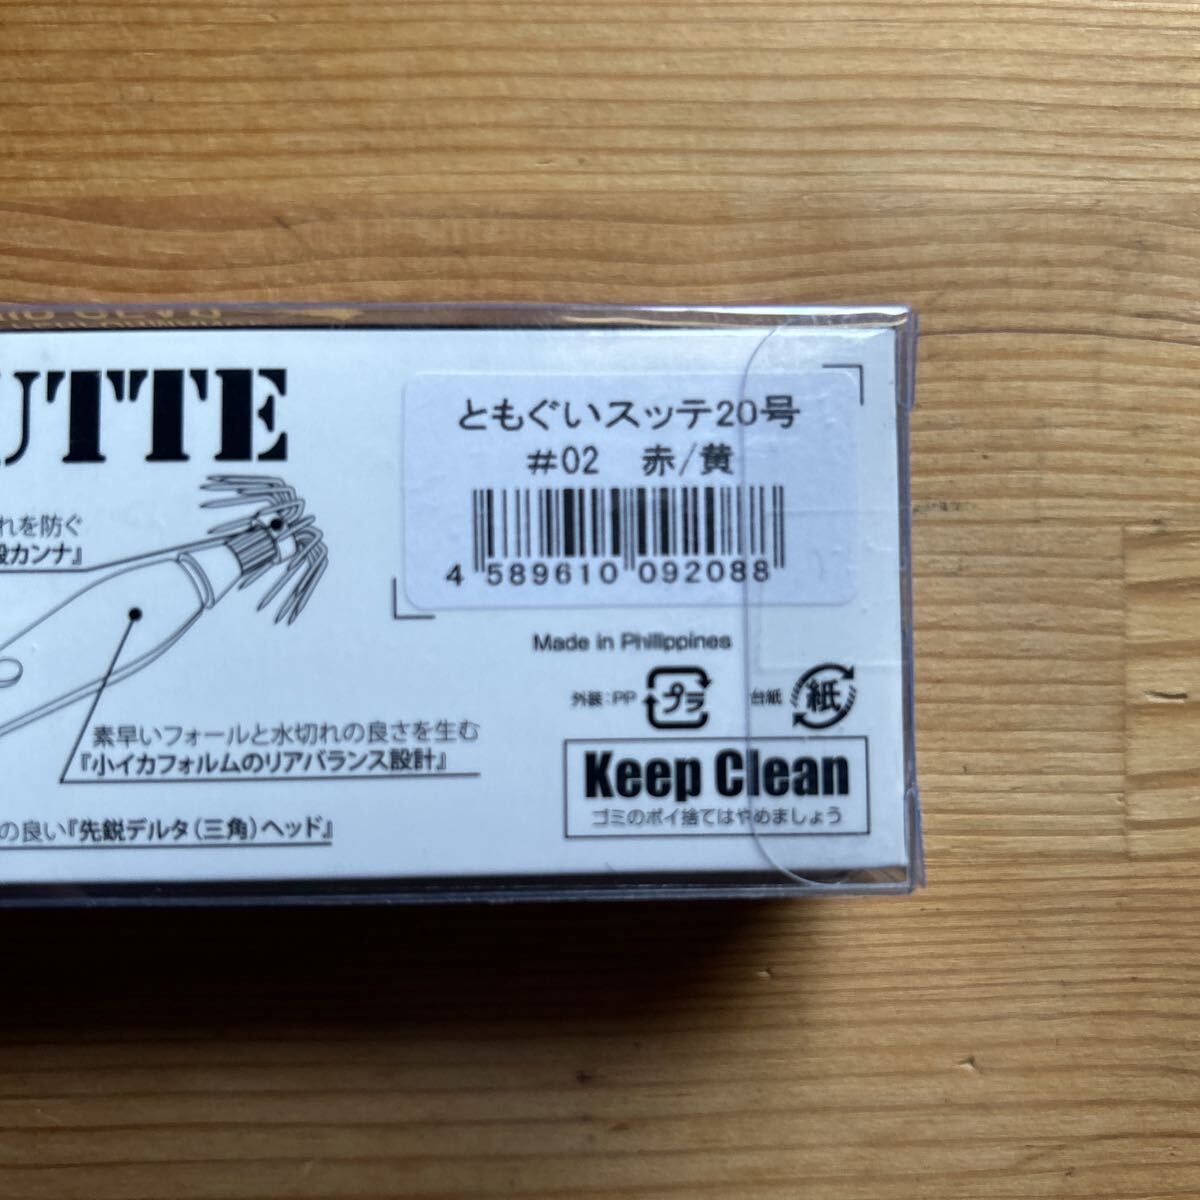 UTTE
ともぐいスッテ20号
#02 赤/黄
4 589610 092088
れを防ぐ
段カンナ』
Made in Philippines
外装:PP プラ 台紙 紙
素早いフォールと水切れの良さを生む
『小イカフォルムのリアバランス設計』
Keep Clean
ゴミのポイ捨てはやめましょう
の良い『先鋭デルタ(三角)ヘッド』